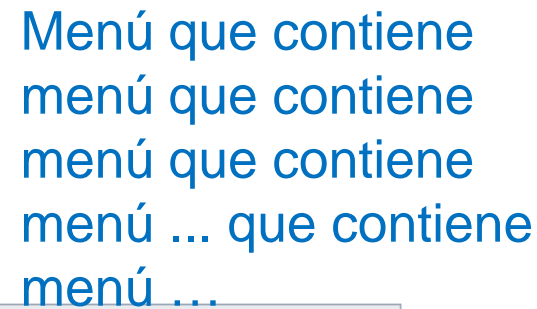 Menú que contiene
menú que contiene
menú que contiene
menú ... que contiene
menú …